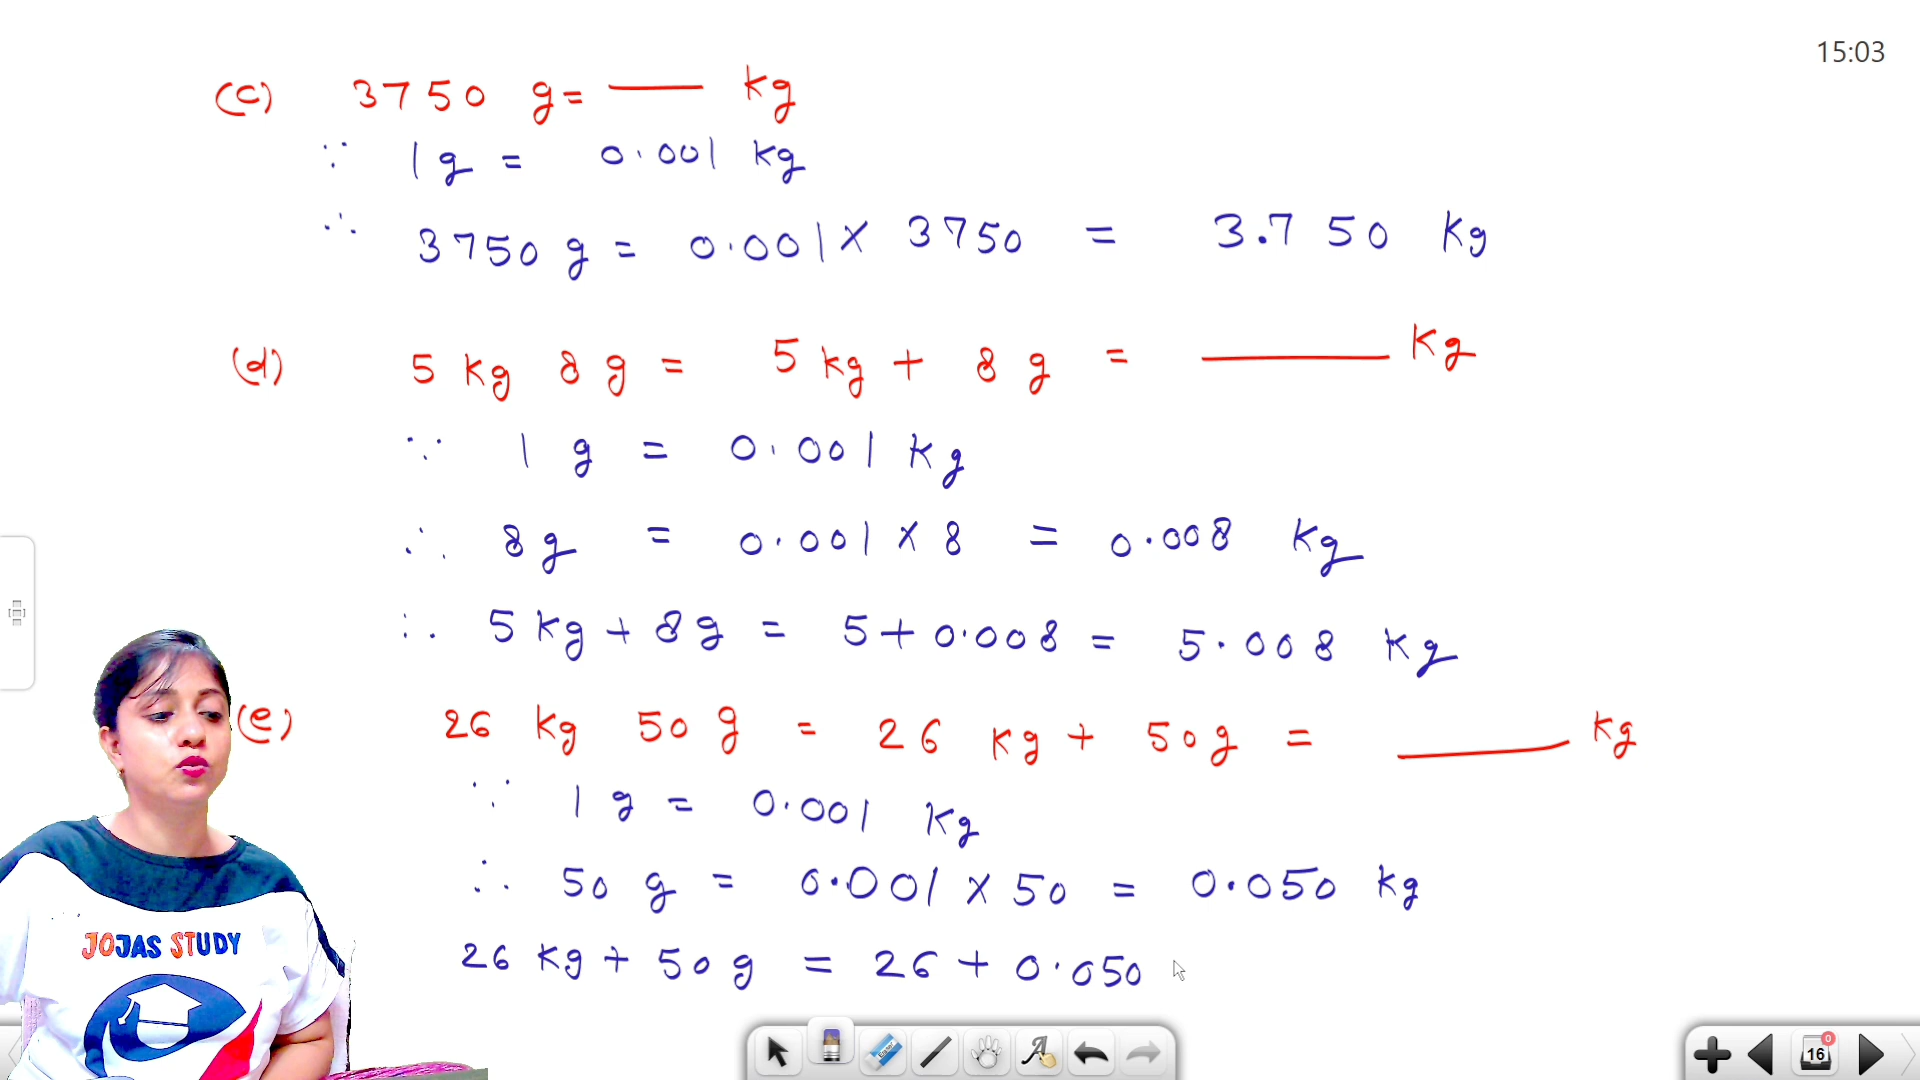 15:03
(c) 3750 g = ___ kg
∵ 1 g = 0.001 kg
∴ 3750 g = 0.001 × 3750 = 3.750 kg
(d) 5 kg 8 g = 5 kg + 8 g = ___ kg
∵ 1 g = 0.001 kg
∴ 8 g = 0.001 × 8 = 0.008 kg
∴ 5 kg + 8 g = 5 + 0.008 = 5.008 kg
(e) 26 kg 50 g = 26 kg + 50 g = ___ kg
∵ 1 g = 0.001 kg
∴ 50 g = 0.001 × 50 = 0.050 kg
26 kg + 50 g = 26 + 0.050
JOJAS STUDY
0
16